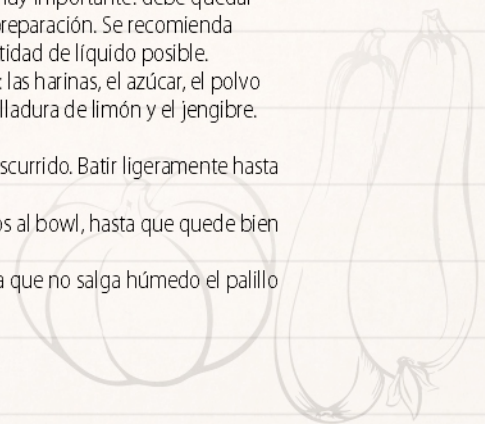 muy importante: debe quedar
reparación. Se recomienda
tidad de líquido posible.
: las harinas, el azúcar, el polvo
lladura de limón y el jengibre.
scurrido. Batir ligeramente hasta
os al bowl, hasta que quede bien
a que no salga húmedo el palillo